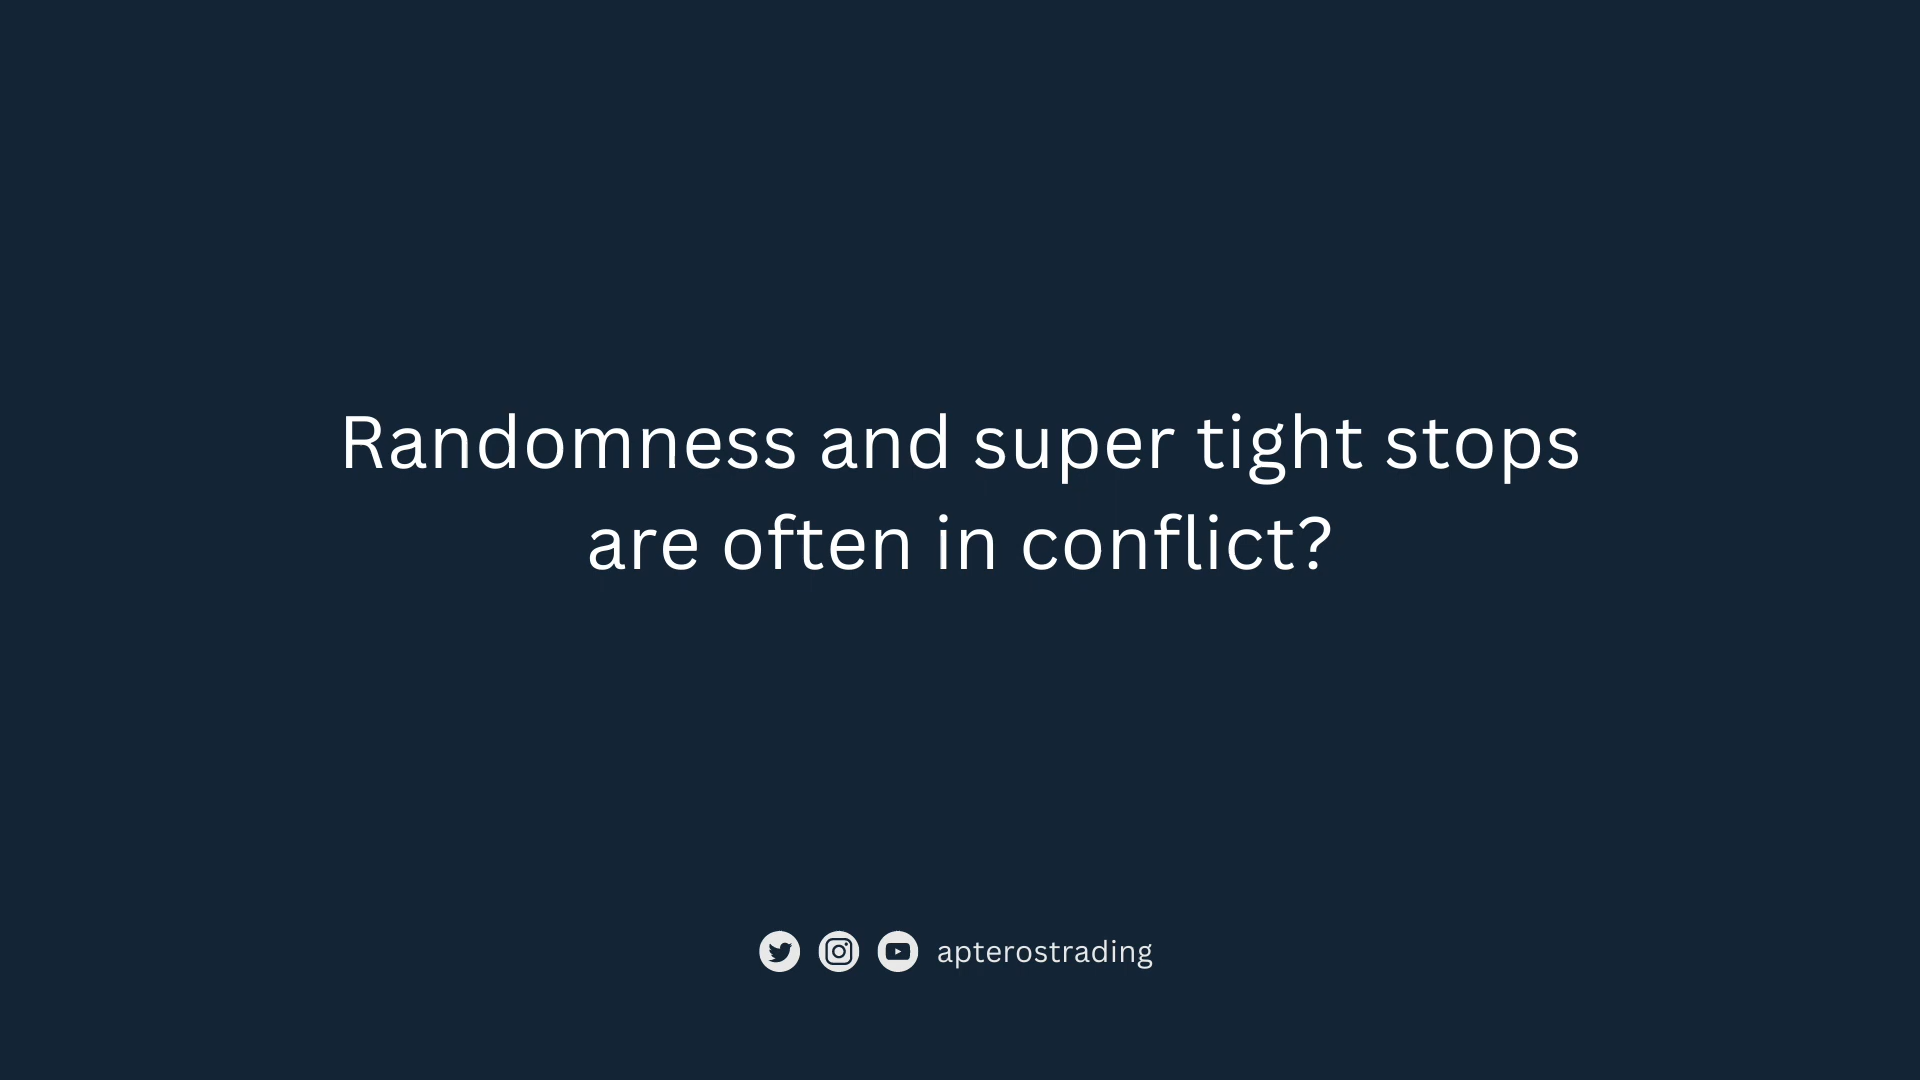 Randomness and super tight stops
are often in conflict?
apterostrading